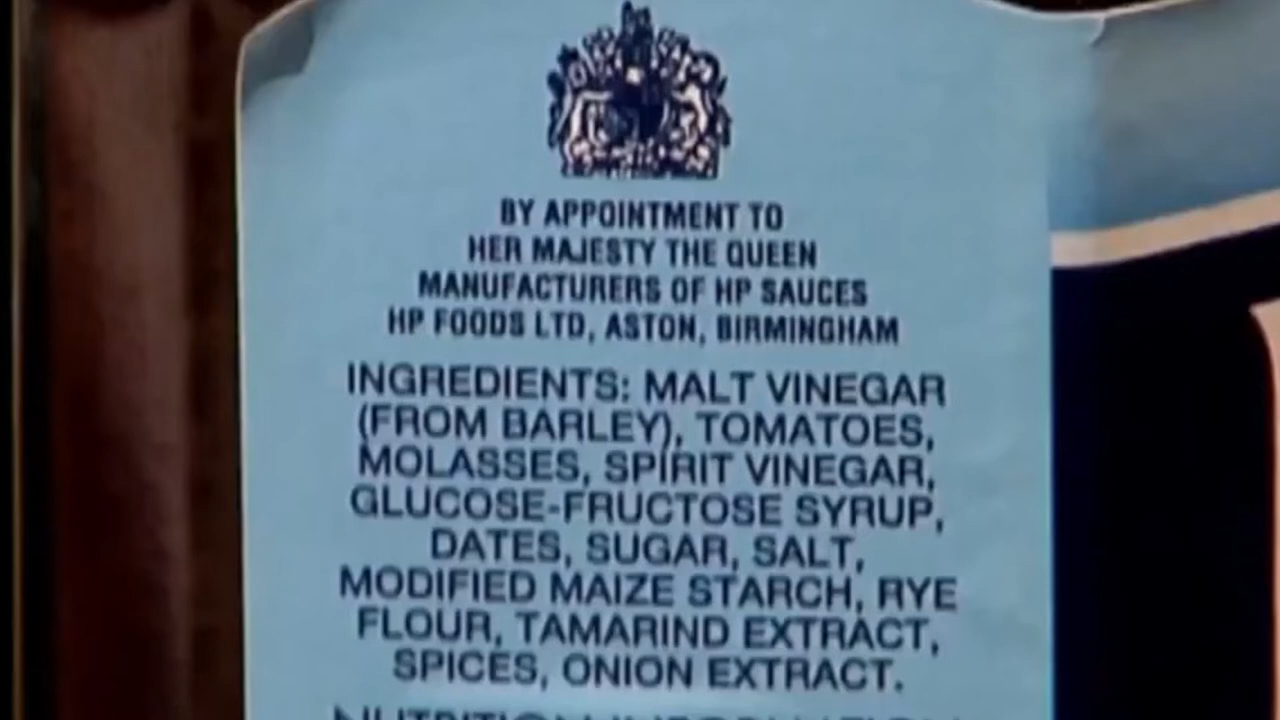 BY APPOINTMENT TO
HER MAJESTY THE QUEEN
MANUFACTURERS OF HP SAUCES
HP FOODS LTD, ASTON, BIRMINGHAM
INGREDIENTS: MALT VINEGAR
(FROM BARLEY), TOMATOES,
MOLASSES, SPIRIT VINEGAR,
GLUCOSE-FRUCTOSE SYRUP,
DATES, SUGAR, SALT,
MODIFIED MAIZE STARCH, RYE
FLOUR, TAMARIND EXTRACT,
SPICES, ONION EXTRACT.
NUTRITION INFORMATION